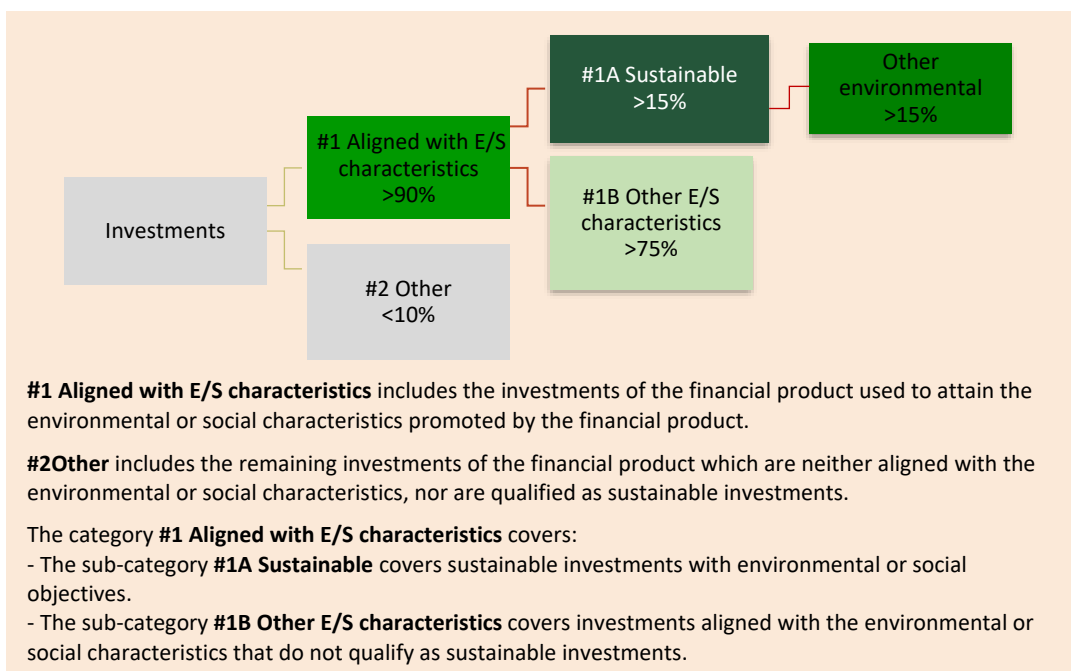 #1A Sustainable
>15%
Other
environmental
>15%
#1 Aligned with E/S
characteristics
>90%
#1B Other E/S
characteristics
>75%
Investments
#2 Other
<10%
#1 Aligned with E/S characteristics includes the investments of the financial product used to attain the
environmental or social characteristics promoted by the financial product.
#2Other includes the remaining investments of the financial product which are neither aligned with the
environmental or social characteristics, nor are qualified as sustainable investments.
The category #1 Aligned with E/S characteristics covers:
- The sub-category #1A Sustainable covers sustainable investments with environmental or social
objectives.
- The sub-category #1B Other E/S characteristics covers investments aligned with the environmental or
social characteristics that do not qualify as sustainable investments.